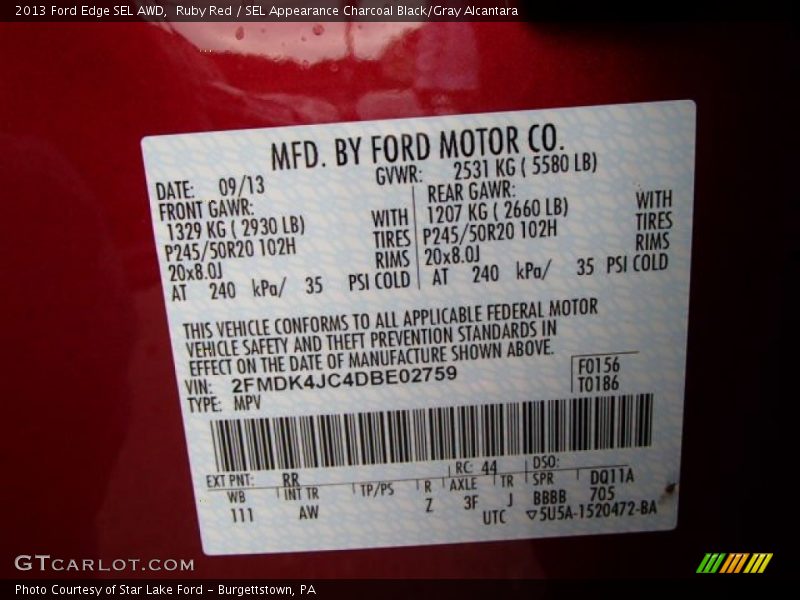 2013 Ford Edge SEL AWD,  Ruby Red / SEL Appearance Charcoal Black/Gray Alcantara
MFD. BY FORD MOTOR CO.
DATE: 09/13 GVWR: 2531 KG ( 5580 LB)
FRONT GAWR: REAR GAWR:
1329 KG ( 2930 LB) WITH 1207 KG ( 2660 LB) WITH
P245/50R20 102H TIRES P245/50R20 102H TIRES
20x8.0J RIMS 20x8.0J RIMS
AT 240 kPa/ 35 PSI COLD AT 240 kPa/ 35 PSI COLD
THIS VEHICLE CONFORMS TO ALL APPLICABLE FEDERAL MOTOR
VEHICLE SAFETY AND THEFT PREVENTION STANDARDS IN
EFFECT ON THE DATE OF MANUFACTURE SHOWN ABOVE.
VIN: 2FMDK4JC4DBE02759 F0156
TYPE: MPV T0186
EXT PNT: RR RC: 44 DSO:
WB INT TR TP/PS R AXLE TR SPR DQ11A
111 AW Z 3F J BBBB 705
UTC ▽5U5A-1520472-BA
GTCARLOT.COM
Photo Courtesy of Star Lake Ford - Burgettstown, PA